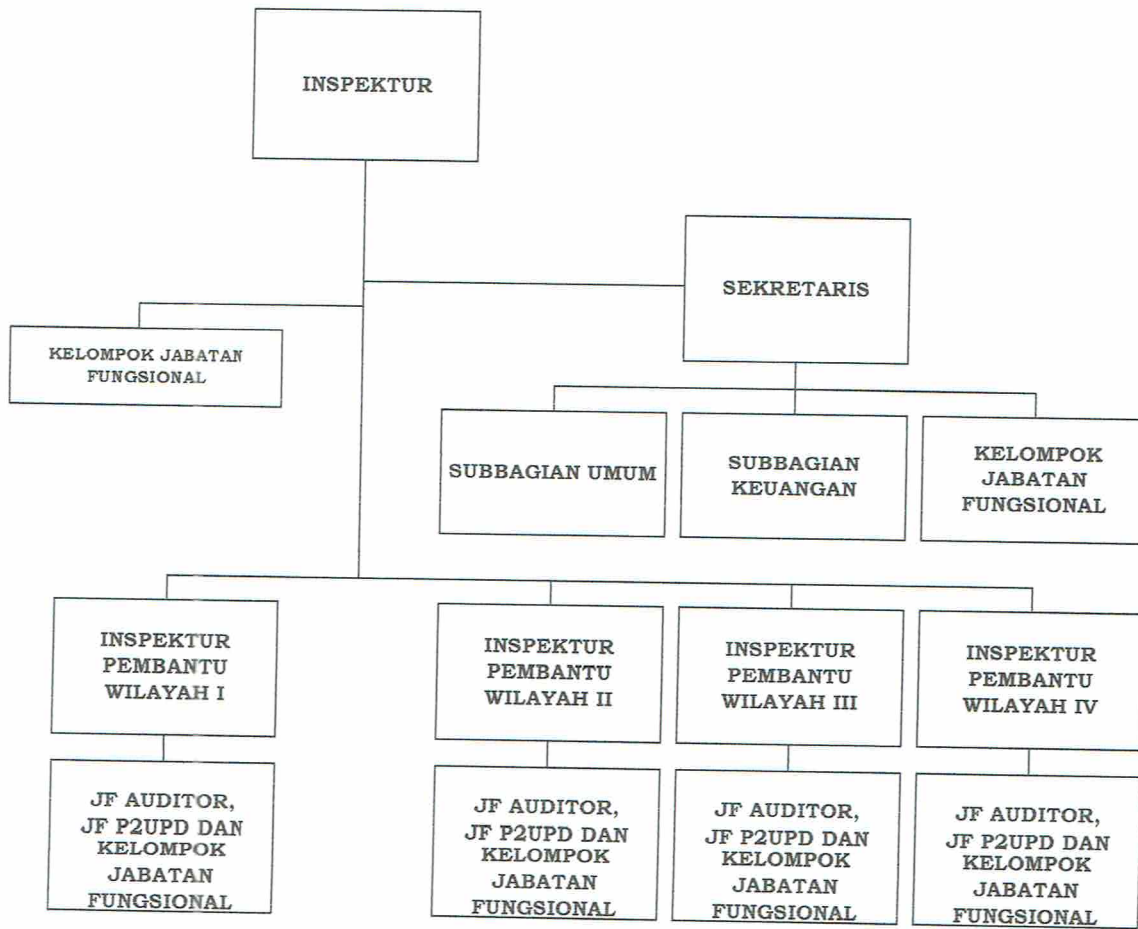 INSPEKTUR
SEKRETARIS
KELOMPOK JABATAN
FUNGSIONAL
SUBBAGIAN UMUM
SUBBAGIAN
KEUANGAN
KELOMPOK
JABATAN
FUNGSIONAL
INSPEKTUR
PEMBANTU
WILAYAH I
INSPEKTUR
PEMBANTU
WILAYAH II
INSPEKTUR
PEMBANTU
WILAYAH III
INSPEKTUR
PEMBANTU
WILAYAH IV
JF AUDITOR,
JF P2UPD DAN
KELOMPOK
JABATAN
FUNGSIONAL
JF AUDITOR,
JF P2UPD DAN
KELOMPOK
JABATAN
FUNGSIONAL
JF AUDITOR,
JF P2UPD DAN
KELOMPOK
JABATAN
FUNGSIONAL
JF AUDITOR,
JF P2UPD DAN
KELOMPOK
JABATAN
FUNGSIONAL